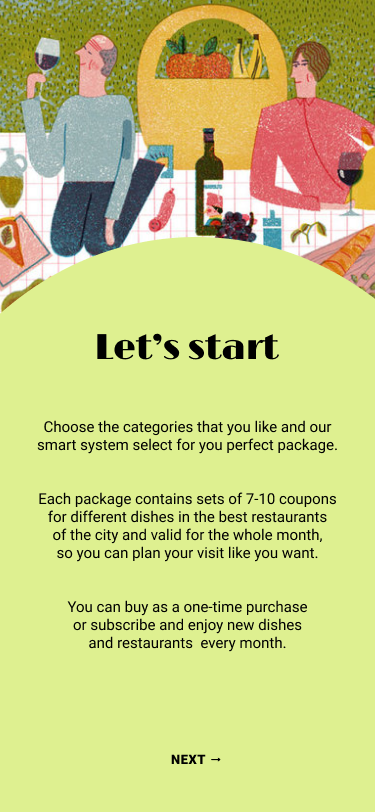 Let's start
Choose the categories that you like and our
smart system select for you perfect package.
Each package contains sets of 7-10 coupons
for different dishes in the best restaurants
of the city and valid for the whole month,
so you can plan your visit like you want.
You can buy as a one-time purchase
or subscribe and enjoy new dishes
and restaurants  every month.
NEXT →